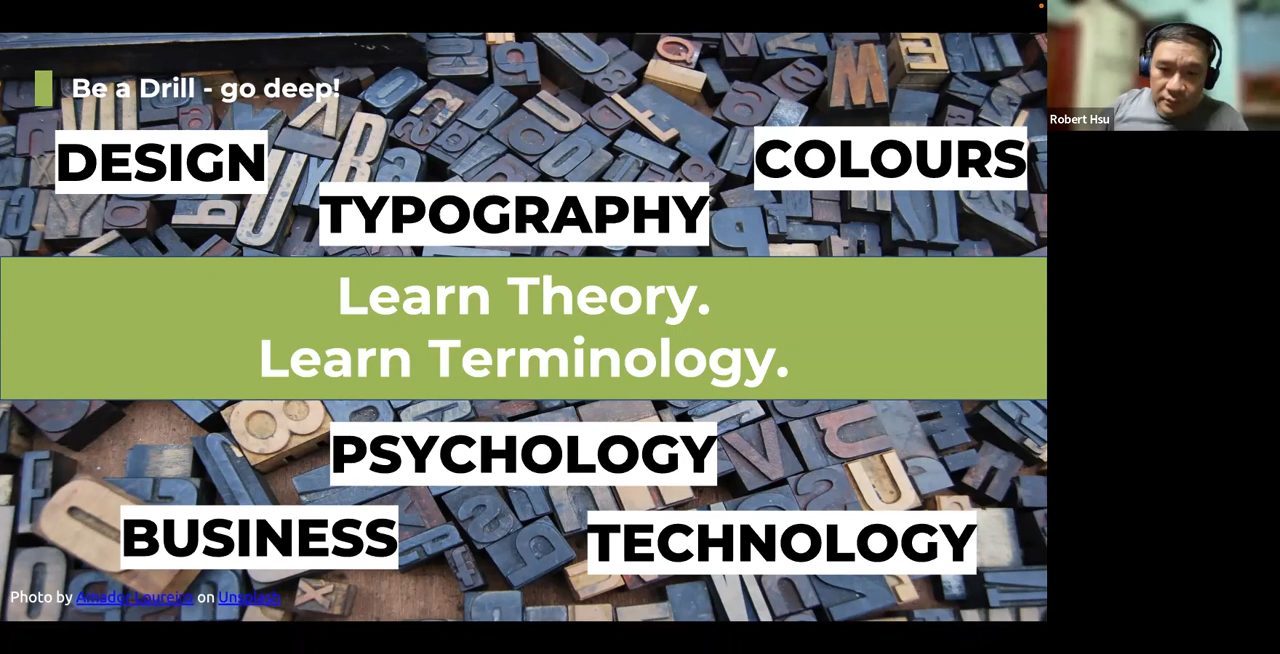 Be a Drill - go deep!
Robert Hsu
DESIGN
COLOURS
TYPOGRAPHY
Learn Theory.
Learn Terminology.
PSYCHOLOGY
BUSINESS
TECHNOLOGY
Photo by Amador Loureiro on Unsplash